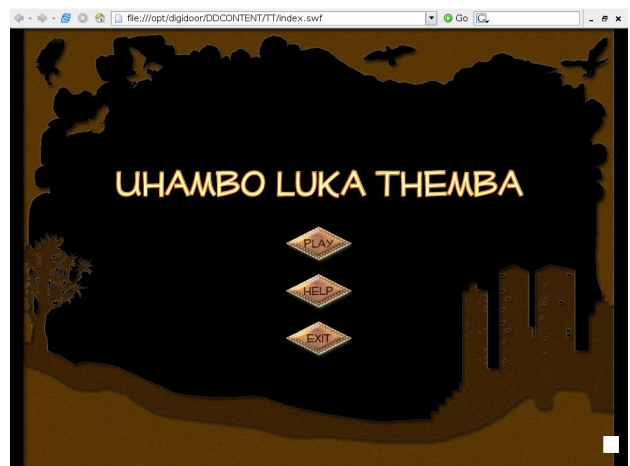 file:///opt/digidoor/DDCONTENT/TT/index.swf
Go
UHAMBO LUKA THEMBA
PLAY
HELP
EXIT